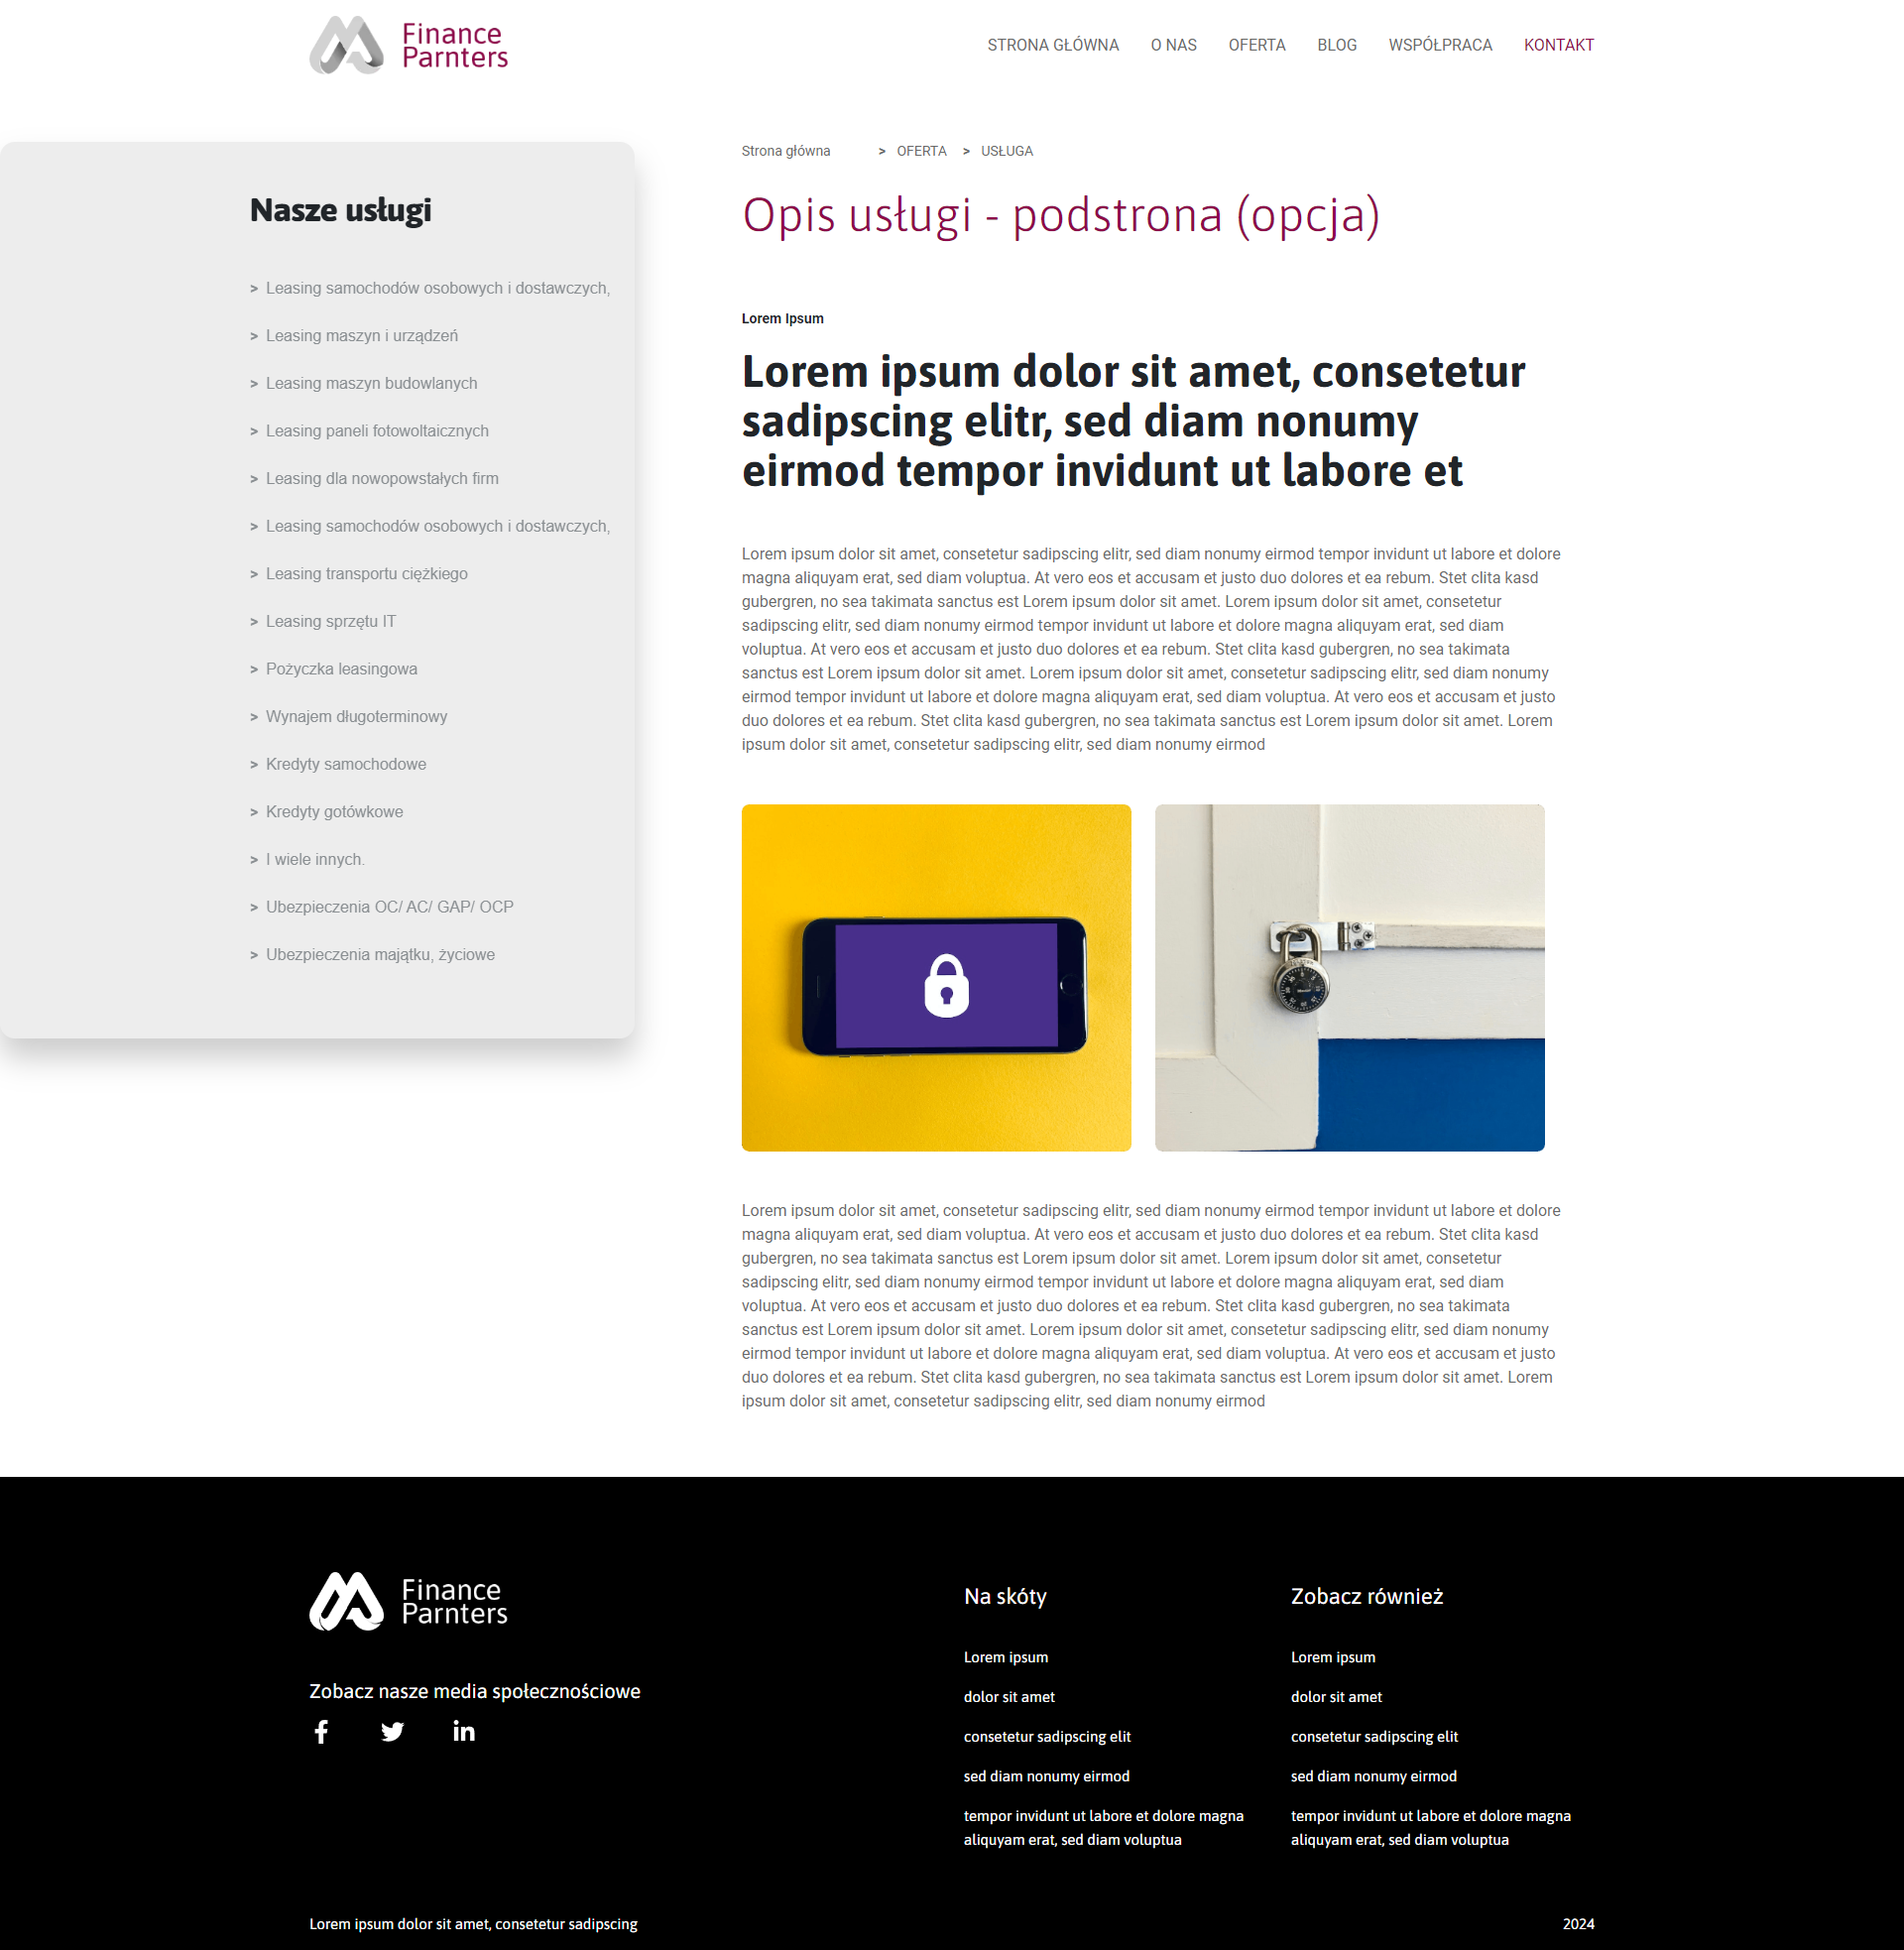 Finance
Parnters
STRONA GŁÓWNA O NAS OFERTA BLOG WSPÓŁPRACA KONTAKT
Nasze usługi
> Leasing samochodów osobowych i dostawczych,
> Leasing maszyn i urządzeń
> Leasing maszyn budowlanych
> Leasing paneli fotowoltaicznych
> Leasing dla nowopowstałych firm
> Leasing samochodów osobowych i dostawczych,
> Leasing transportu ciężkiego
> Leasing sprzętu IT
> Pożyczka leasingowa
> Wynajem długoterminowy
> Kredyty samochodowe
> Kredyty gotówkowe
> I wiele innych.
> Ubezpieczenia OC/ AC/ GAP/ OCP
> Ubezpieczenia majątku, życiowe
Strona główna > OFERTA > USŁUGA
Opis usługi - podstrona (opcja)
Lorem Ipsum
Lorem ipsum dolor sit amet, consetetur
sadipscing elitr, sed diam nonumy
eirmod tempor invidunt ut labore et
Lorem ipsum dolor sit amet, consetetur sadipscing elitr, sed diam nonumy eirmod tempor invidunt ut labore et dolore
magna aliquyam erat, sed diam voluptua. At vero eos et accusam et justo duo dolores et ea rebum. Stet clita kasd
gubergren, no sea takimata sanctus est Lorem ipsum dolor sit amet. Lorem ipsum dolor sit amet, consetetur
sadipscing elitr, sed diam nonumy eirmod tempor invidunt ut labore et dolore magna aliquyam erat, sed diam
voluptua. At vero eos et accusam et justo duo dolores et ea rebum. Stet clita kasd gubergren, no sea takimata
sanctus est Lorem ipsum dolor sit amet. Lorem ipsum dolor sit amet, consetetur sadipscing elitr, sed diam nonumy
eirmod tempor invidunt ut labore et dolore magna aliquyam erat, sed diam voluptua. At vero eos et accusam et justo
duo dolores et ea rebum. Stet clita kasd gubergren, no sea takimata sanctus est Lorem ipsum dolor sit amet. Lorem
ipsum dolor sit amet, consetetur sadipscing elitr, sed diam nonumy eirmod
Lorem ipsum dolor sit amet, consetetur sadipscing elitr, sed diam nonumy eirmod tempor invidunt ut labore et dolore
magna aliquyam erat, sed diam voluptua. At vero eos et accusam et justo duo dolores et ea rebum. Stet clita kasd
gubergren, no sea takimata sanctus est Lorem ipsum dolor sit amet. Lorem ipsum dolor sit amet, consetetur
sadipscing elitr, sed diam nonumy eirmod tempor invidunt ut labore et dolore magna aliquyam erat, sed diam
voluptua. At vero eos et accusam et justo duo dolores et ea rebum. Stet clita kasd gubergren, no sea takimata
sanctus est Lorem ipsum dolor sit amet. Lorem ipsum dolor sit amet, consetetur sadipscing elitr, sed diam nonumy
eirmod tempor invidunt ut labore et dolore magna aliquyam erat, sed diam voluptua. At vero eos et accusam et justo
duo dolores et ea rebum. Stet clita kasd gubergren, no sea takimata sanctus est Lorem ipsum dolor sit amet. Lorem
ipsum dolor sit amet, consetetur sadipscing elitr, sed diam nonumy eirmod
Finance
Parnters
Zobacz nasze media społecznościowe
Na skóty
Lorem ipsum
dolor sit amet
consetetur sadipscing elit
sed diam nonumy eirmod
tempor invidunt ut labore et dolore magna
aliquyam erat, sed diam voluptua
Zobacz również
Lorem ipsum
dolor sit amet
consetetur sadipscing elit
sed diam nonumy eirmod
tempor invidunt ut labore et dolore magna
aliquyam erat, sed diam voluptua
Lorem ipsum dolor sit amet, consetetur sadipscing
2024